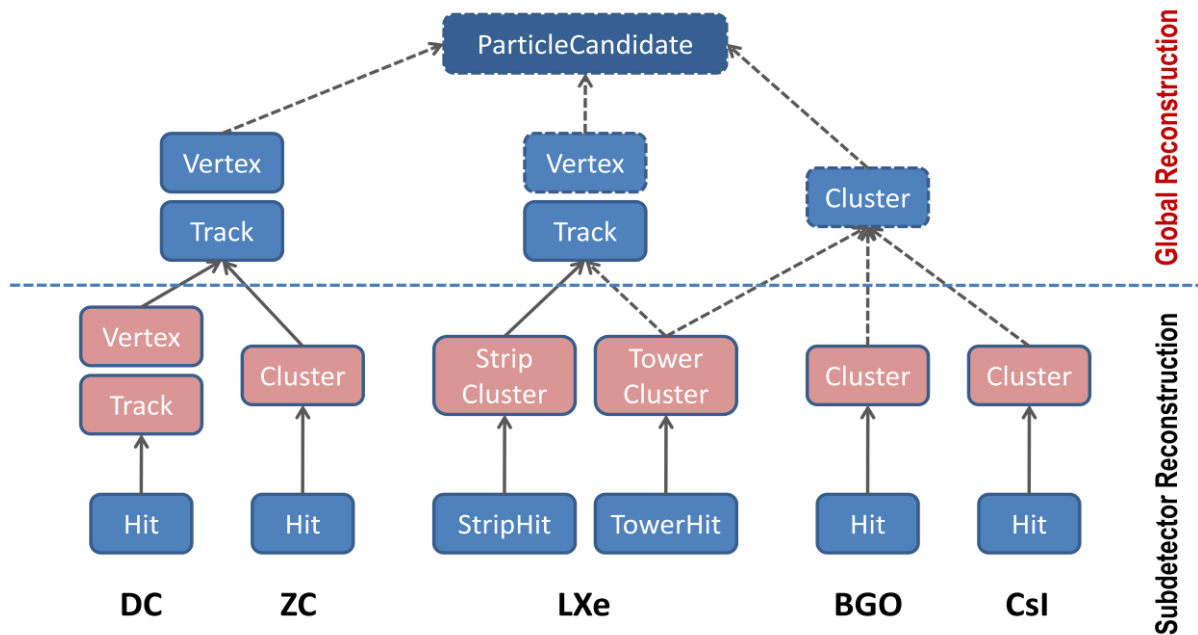 ParticleCandidate
Vertex
Vertex
Cluster
Track
Track
Global Reconstruction
Vertex
Track
Cluster
Strip
Cluster
Tower
Cluster
Cluster
Cluster
Hit
Hit
StripHit
TowerHit
Hit
Hit
Subdetector Reconstruction
DC
ZC
LXe
BGO
CsI